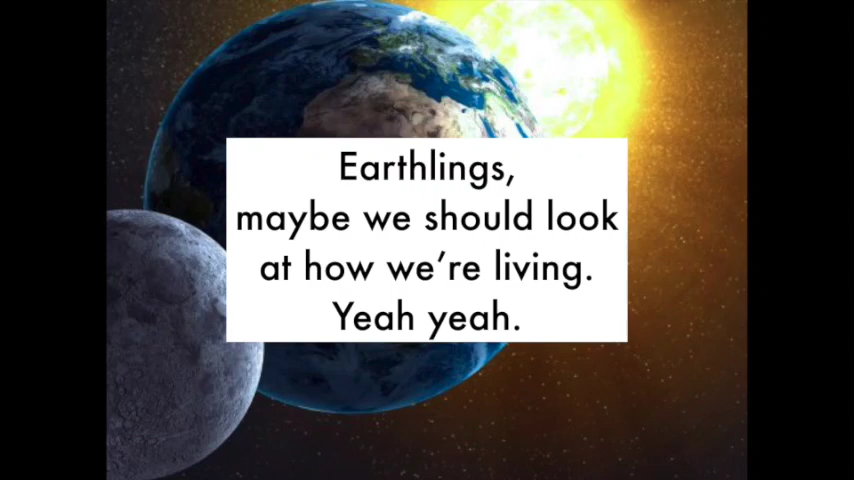 Earthlings,
maybe we should look
at how we’re living.
Yeah yeah.